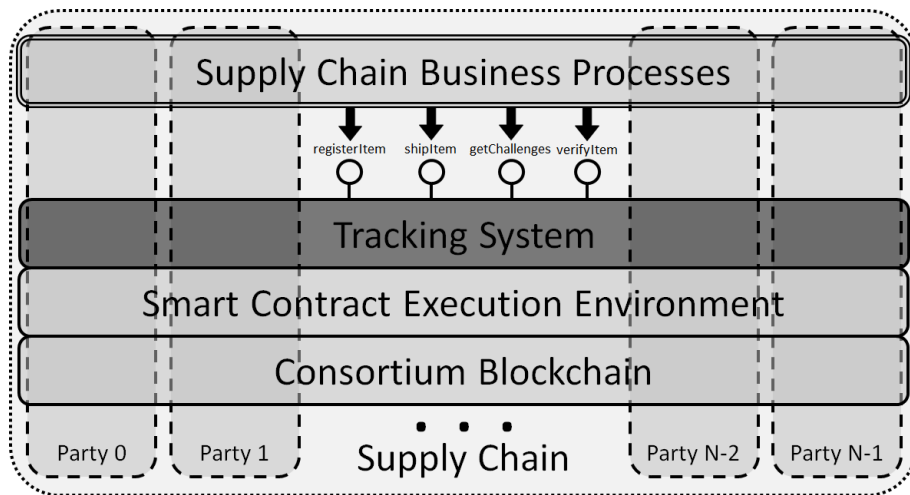 Supply Chain Business Processes
registerItem shipItem getChallenges verifyItem
Tracking System
Smart Contract Execution Environment
Consortium Blockchain
Party 0 Party 1 Supply Chain Party N-2 Party N-1